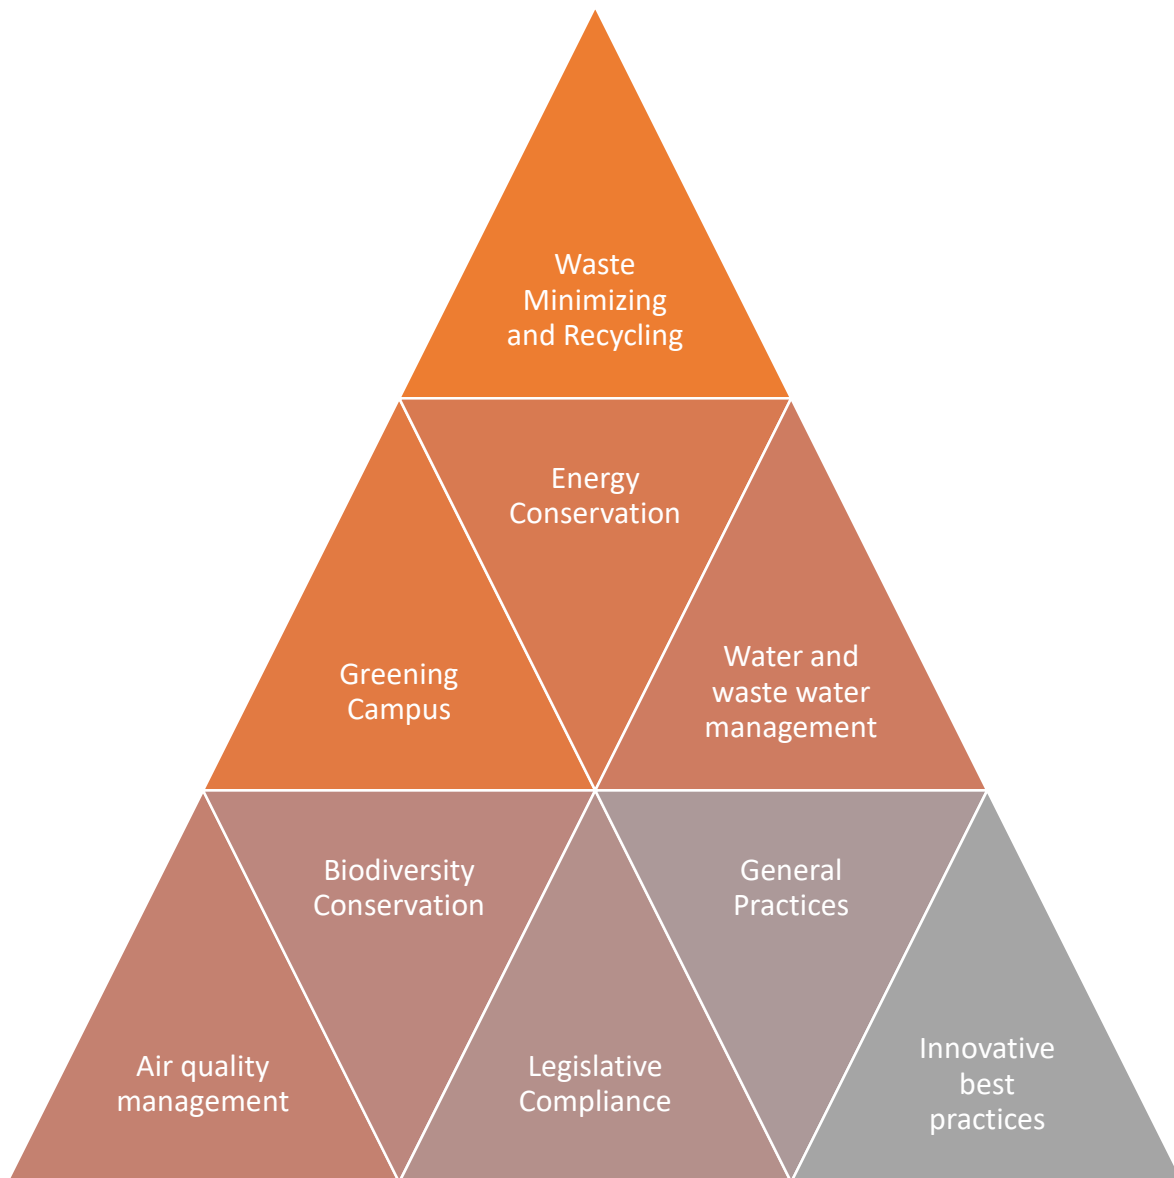 Waste
Minimizing
and Recycling
Energy
Conservation
Greening
Campus
Water and
waste water
management
Biodiversity
Conservation
General
Practices
Air quality
management
Legislative
Compliance
Innovative
best
practices